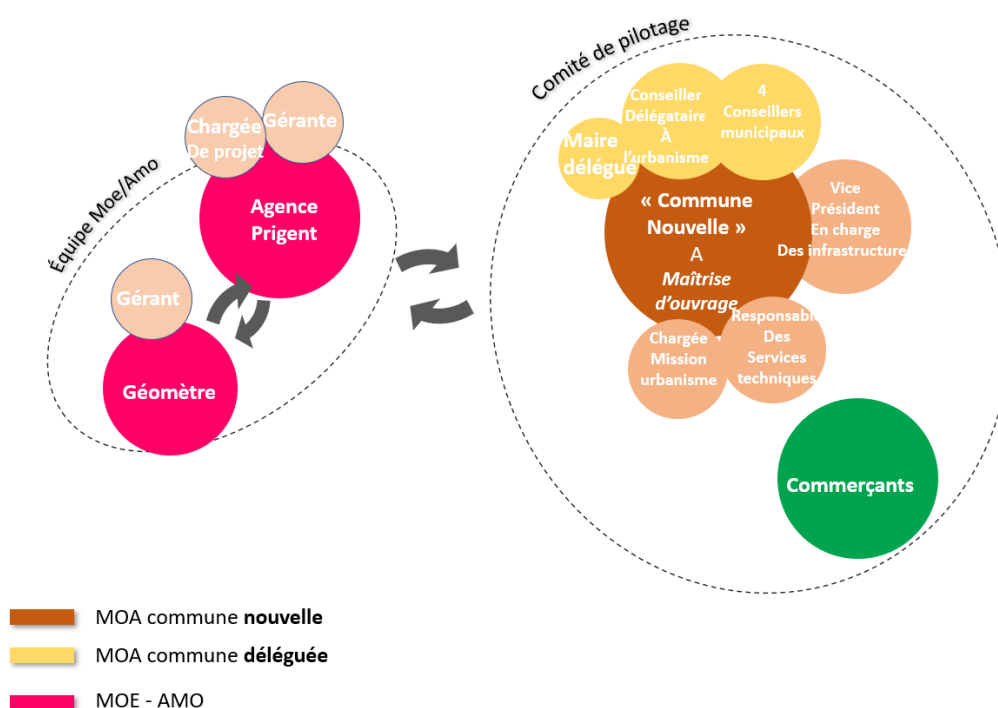 Équipe Moe/Amo
Chargée
De projet
Gérante
Agence
Prigent
Gérant
Géomètre
Comité de pilotage
Maire
délégué
Conseiller
Délégataire
À
l'urbanisme
4
Conseillers
municipaux
« Commune
Nouvelle »
A
Maîtrise
d'ouvrage
Vice
Président
En charge
Des infrastructure
Chargée
Mission
urbanisme
Responsabl
Des
Services
techniques
Commerçants
MOA commune nouvelle
MOA commune déléguée
MOE - AMO